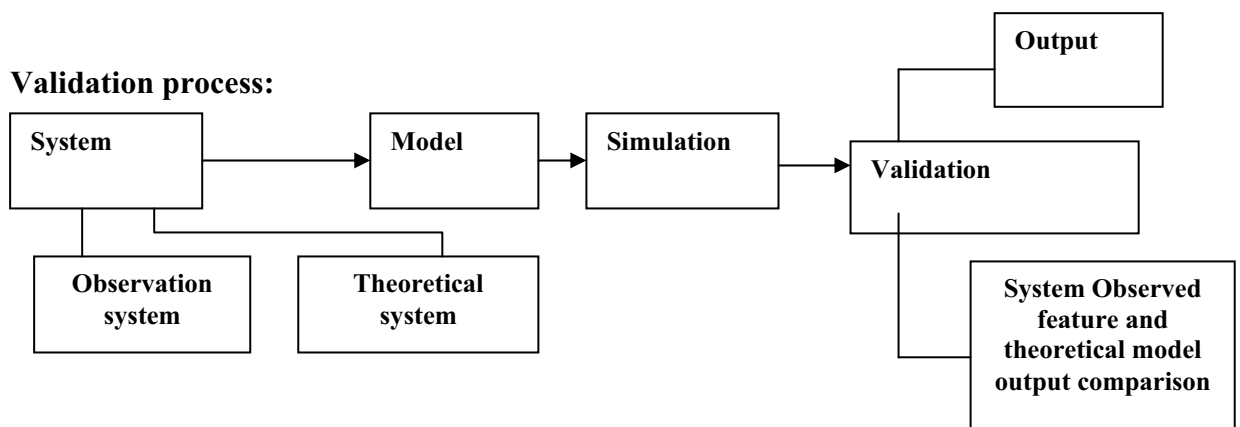 Output
Validation process:
System
Model
Simulation
Validation
Observation
system
Theoretical
system
System Observed
feature and
theoretical model
output comparison